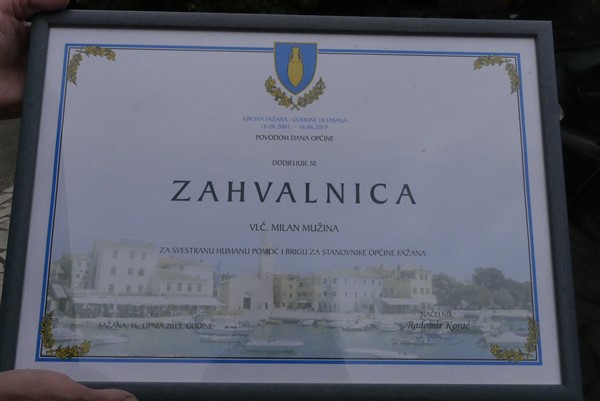 OPĆINA FAŽANA - COMUNE DI FASANA
16.06.2001. - 16.06.2019.
POVODOM DANA OPĆINE
DODJELJUJE SE
ZAHVALNICA
VLČ. MILAN MUŽINA
ZA SVESTRANU HUMANU POMOĆ I BRIGU ZA STANOVNIKE OPĆINE FAŽANA
FAŽANA, 16. LIPNJA 2019. GODINE
NAČELNIK
Radomir Korać